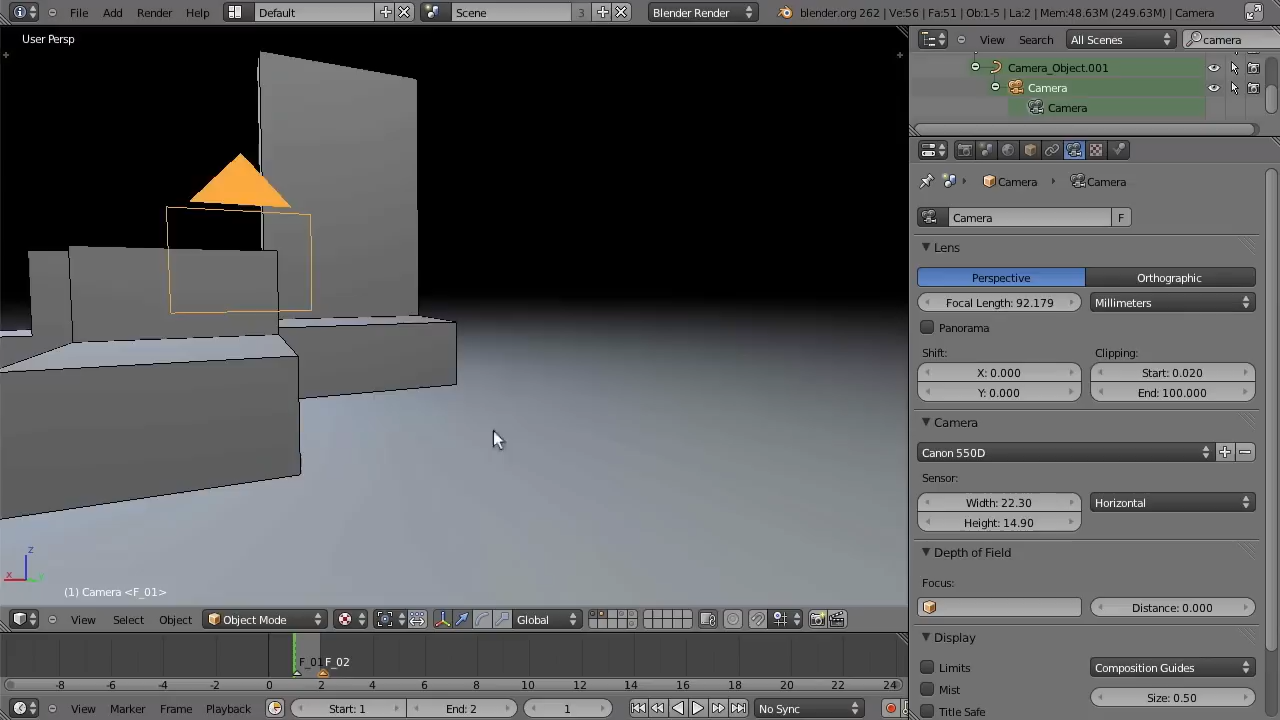 File Add Render Help Default Scene 3 Blender Render blender.org 262 | Ve:56 | Fa:51 | Ob:1-5 | La:2 | Mem:48.63M (249.63M) | Camera
User Persp
View Search All Scenes camera
Camera_Object.001
Camera
Camera
Camera Camera
Camera F
Lens
Perspective Orthographic
Focal Length: 92.179 Millimeters
Panorama
Shift: Clipping:
X: 0.000 Start: 0.020
Y: 0.000 End: 100.000
Camera
Canon 550D
Sensor:
Width: 22.30 Horizontal
Height: 14.90
Depth of Field
Focus:
Distance: 0.000
Display
Limits Composition Guides
Mist
Size: 0.50
Title Safe
z
x y
(1) Camera <F_01>
View Select Object Object Mode Global
F_01 F_02
-8 -6 -4 -2 0 2 4 6 8 10 12 14 16 18 20 22 24
View Marker Frame Playback Start: 1 End: 2 1 No Sync